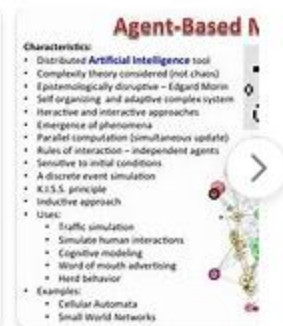 Agent-Based M
Characteristics:
• Distributed Artificial Intelligence tool
• Complexity theory considered (not chaos)
• Epistemologically disruptive – Edgard Morin
• Self organizing and adaptive complex system
• Iteractive and interactive approaches
• Emergence of phenomena
• Parallel computation (simultaneous update)
• Rules of interaction – independent agents
• Sensitive to initial conditions
• A discrete event simulation
• K.I.S.S. principle
• Inductive approach
• Uses:
• Traffic simulation
• Simulate human interactions
• Cognitive modeling
• Word of mouth advertising
• Herd behavior
• Examples:
• Cellular Automata
• Small World Networks